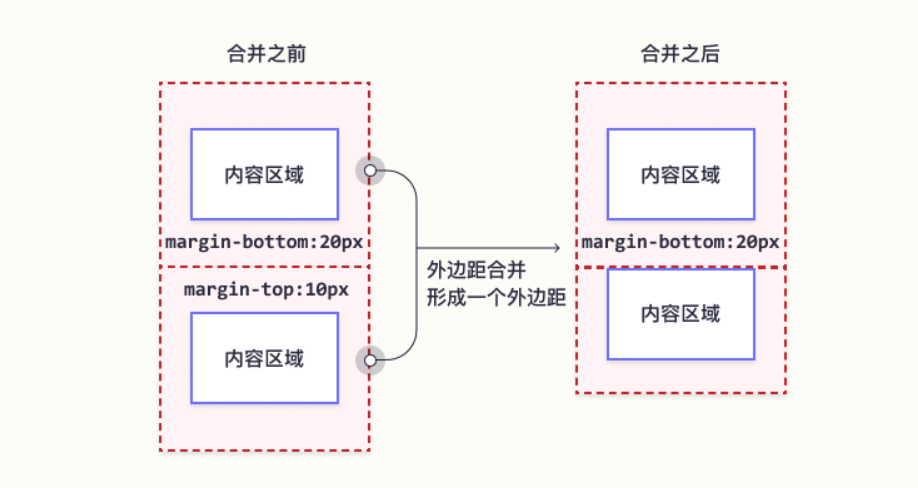 合并之前
内容区域
margin-bottom:20px
margin-top:10px
内容区域
外边距合并
形成一个外边距
合并之后
内容区域
margin-bottom:20px
内容区域